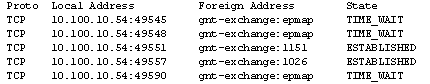 Proto Local Address Foreign Address State
TCP 10.100.10.54:49545 gmt-exchange:epmap TIME_WAIT
TCP 10.100.10.54:49548 gmt-exchange:epmap TIME_WAIT
TCP 10.100.10.54:49551 gmt-exchange:1151 ESTABLISHED
TCP 10.100.10.54:49557 gmt-exchange:1026 ESTABLISHED
TCP 10.100.10.54:49590 gmt-exchange:epmap TIME_WAIT